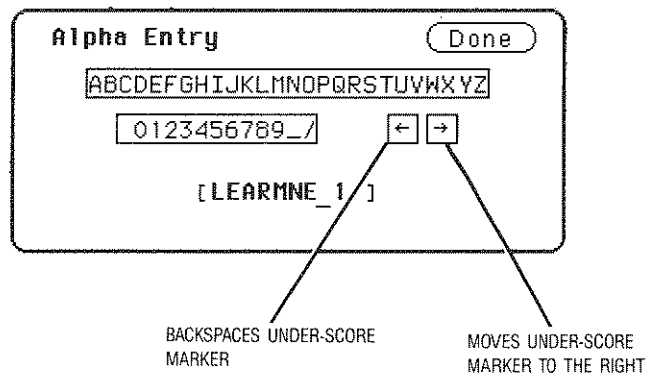 Alpha Entry Done
ABCDEFGHIJKLMNOPQRSTUVWXYZ
0123456789_/ ← →
[LEARMNE_1 ]
BACKSPACES UNDER-SCORE
MARKER
MOVES UNDER-SCORE
MARKER TO THE RIGHT